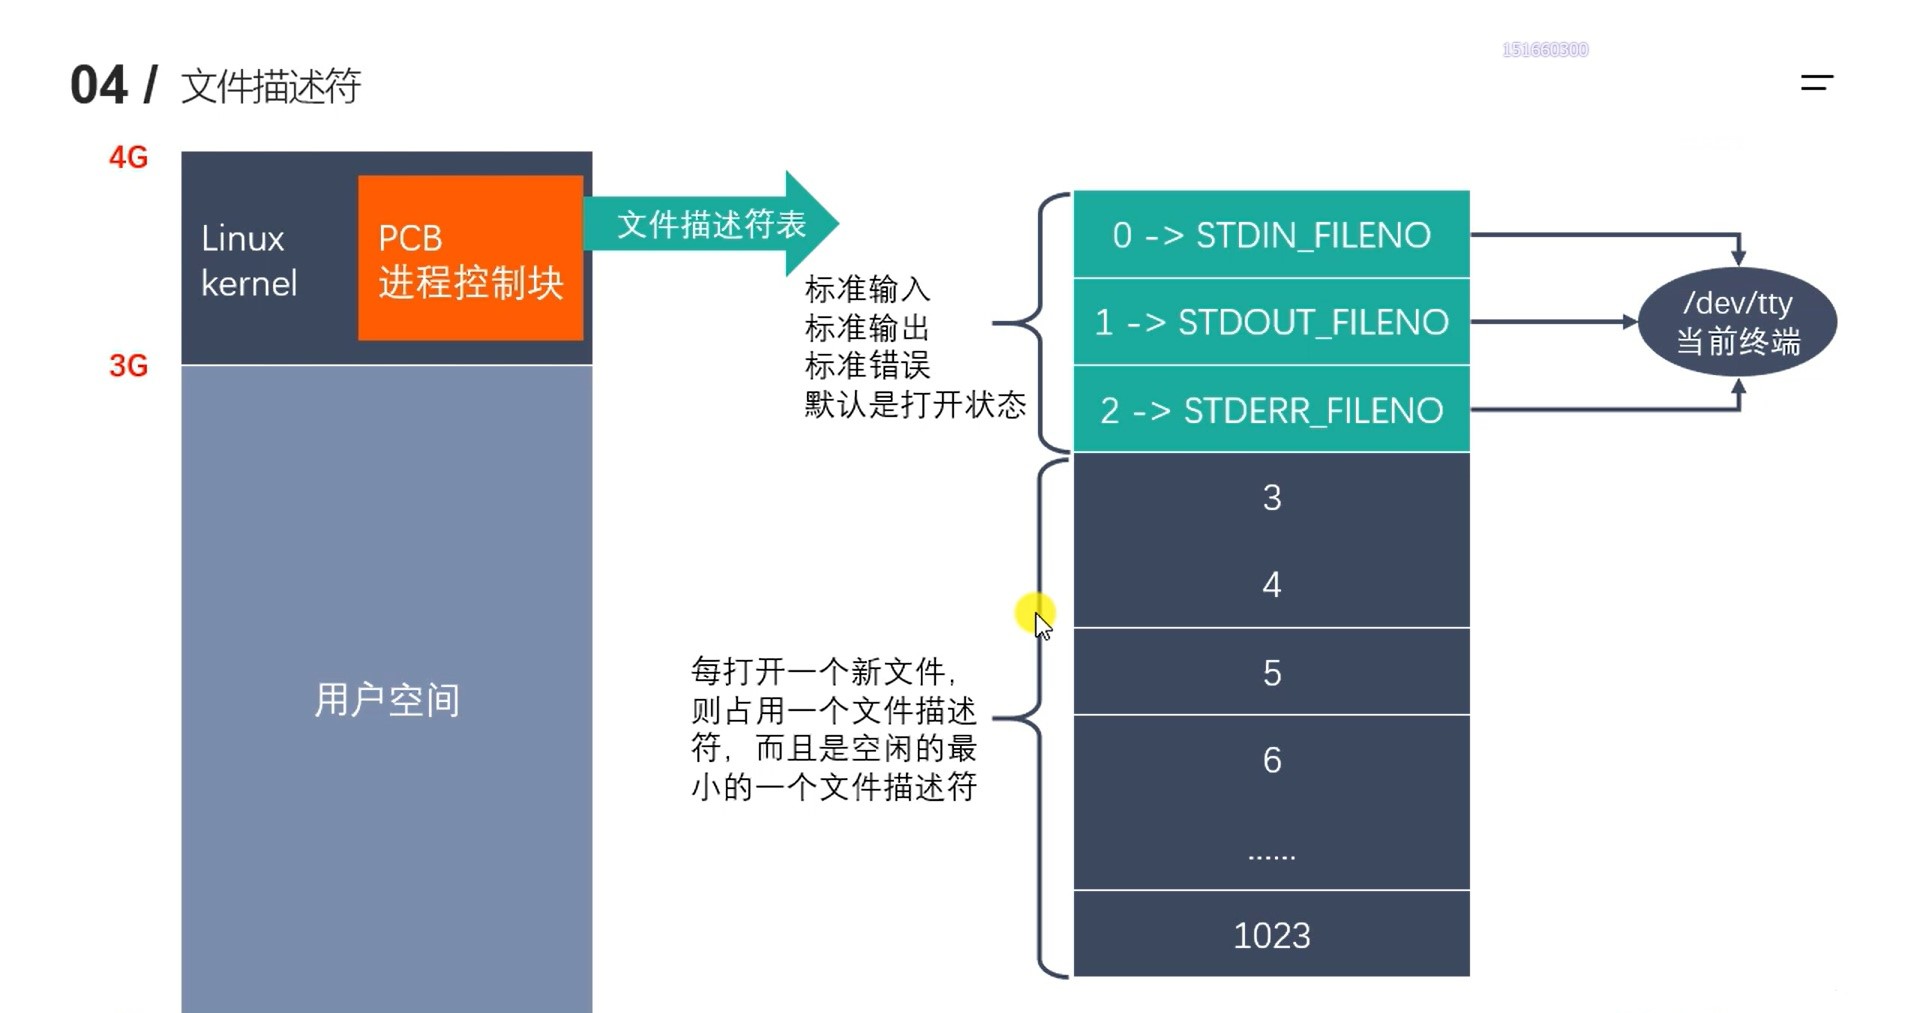 151660300
04 / 文件描述符
4G
Linux
kernel
PCB
进程控制块
文件描述符表
3G
用户空间
标准输入
标准输出
标准错误
默认是打开状态
每打开一个新文件，
则占用一个文件描述
符，而且是空闲的最
小的一个文件描述符
0 -> STDIN_FILENO
1 -> STDOUT_FILENO
2 -> STDERR_FILENO
3
4
5
6
......
1023
/dev/tty
当前终端